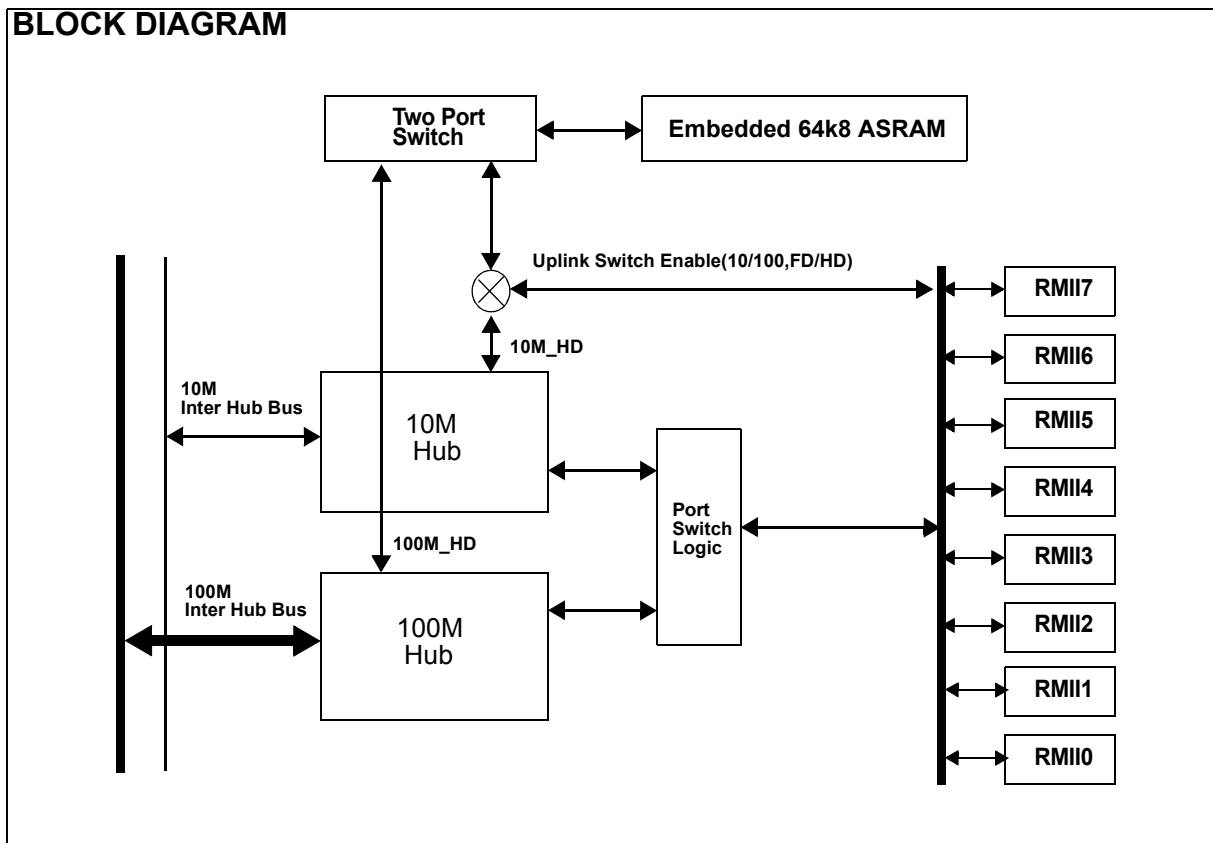 BLOCK DIAGRAM
Two Port
Switch
Embedded 64k8 ASRAM
Uplink Switch Enable(10/100,FD/HD)
10M_HD
10M
Inter Hub Bus
10M
Hub
100M_HD
100M
Inter Hub Bus
100M
Hub
Port
Switch
Logic
RMII7
RMII6
RMII5
RMII4
RMII3
RMII2
RMII1
RMII0